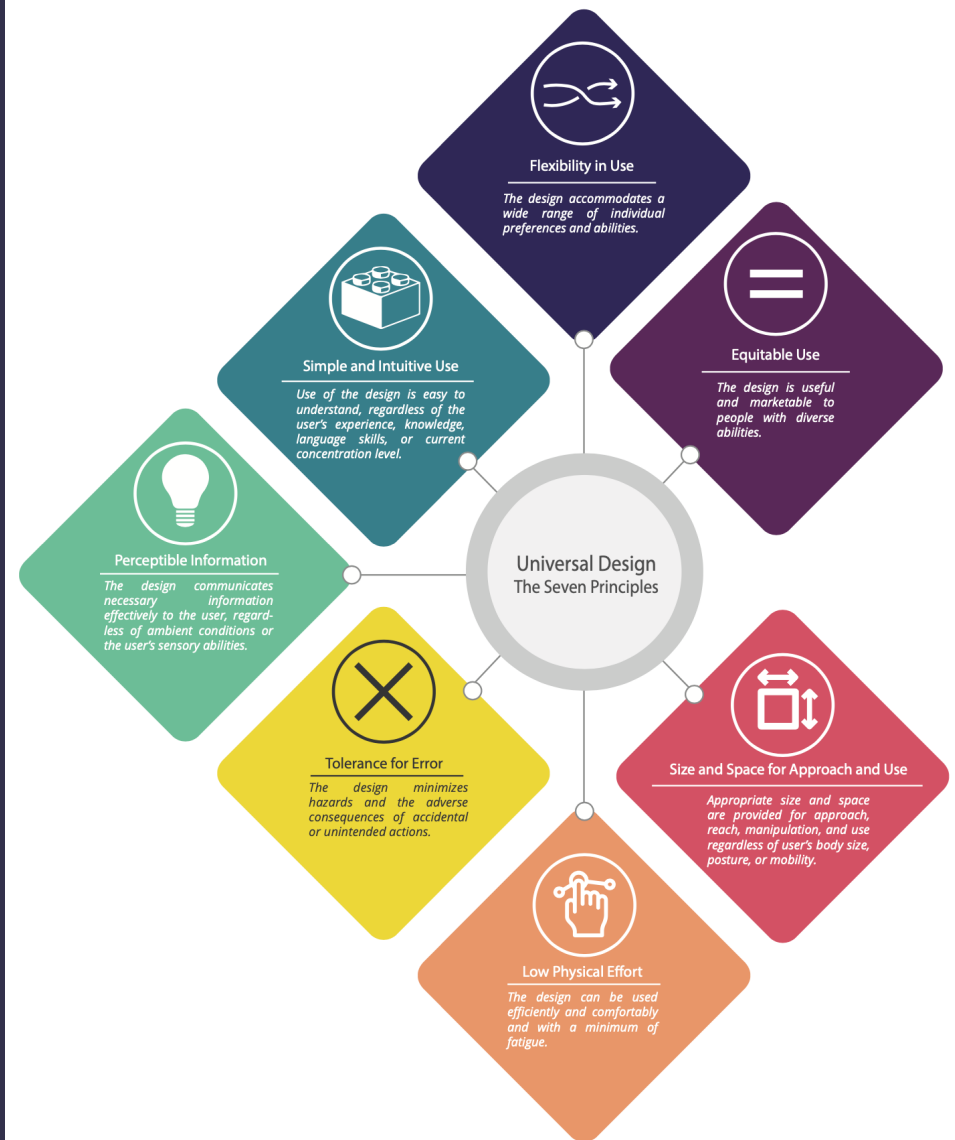 Flexibility in Use
The design accommodates a
wide range of individual
preferences and abilities.
Equitable Use
The design is useful
and marketable to
people with diverse
abilities.
Simple and Intuitive Use
Use of the design is easy to
understand, regardless of the
user's experience, knowledge,
language skills, or current
concentration level.
Universal Design
The Seven Principles
Perceptible Information
The design communicates
necessary information
effectively to the user, regard-
less of ambient conditions or
the user's sensory abilities.
Tolerance for Error
The design minimizes
hazards and the adverse
consequences of accidental
or unintended actions.
Size and Space for Approach and Use
Appropriate size and space
are provided for approach,
reach, manipulation, and use
regardless of user's body size,
posture, or mobility.
Low Physical Effort
The design can be used
efficiently and comfortably
and with a minimum of
fatigue.